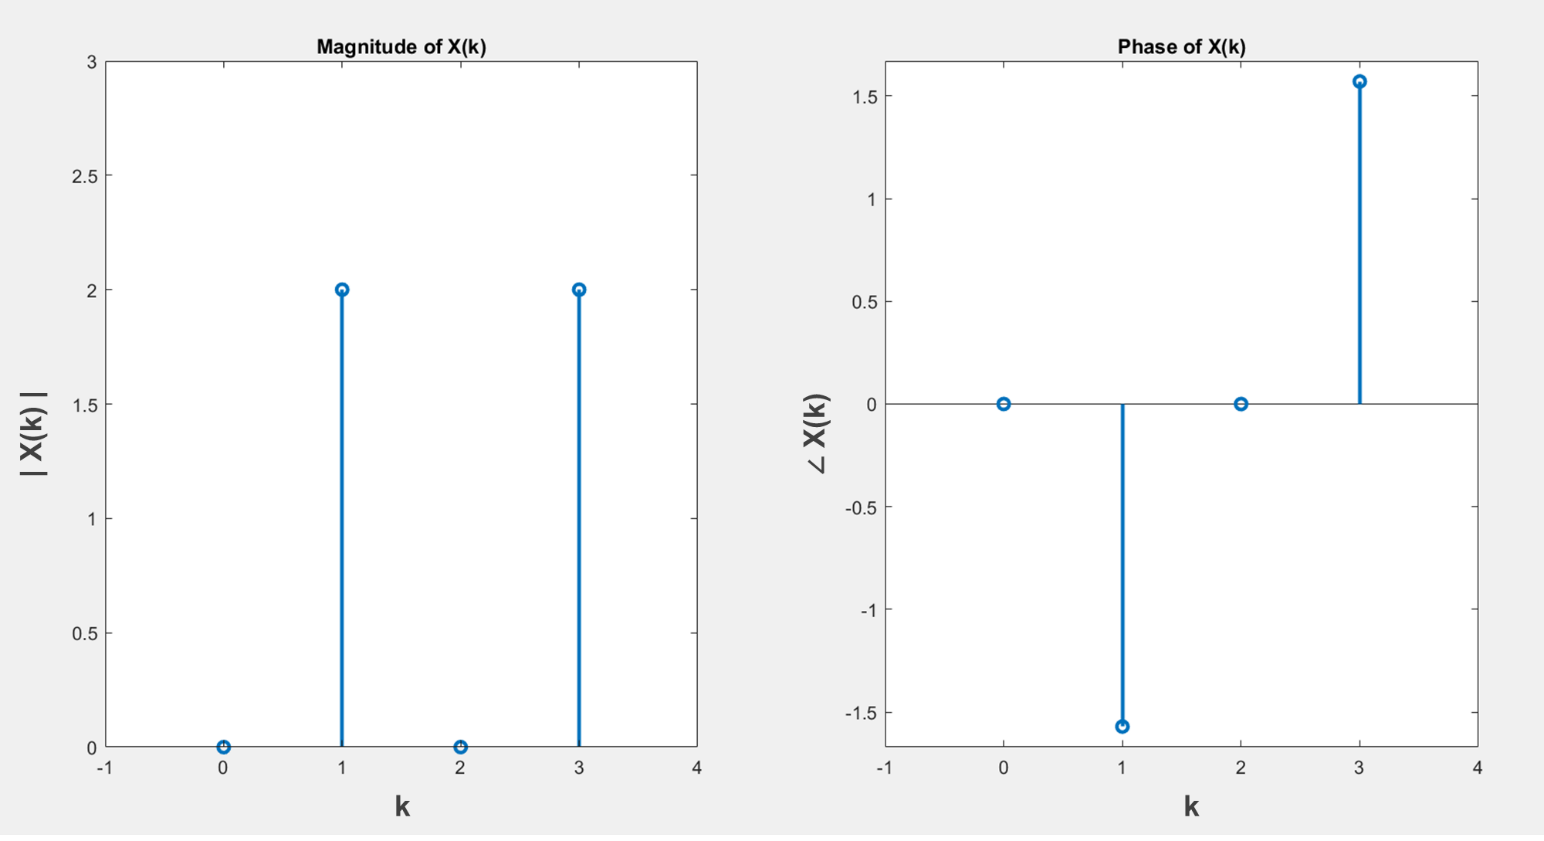 Magnitude of X(k)
3
2.5
2
1.5
1
0.5
0
-1 0 1 2 3 4
k
| X(k) |
Phase of X(k)
1.5
1
0.5
0
-0.5
-1
-1.5
-1 0 1 2 3 4
k
∠ X(k)